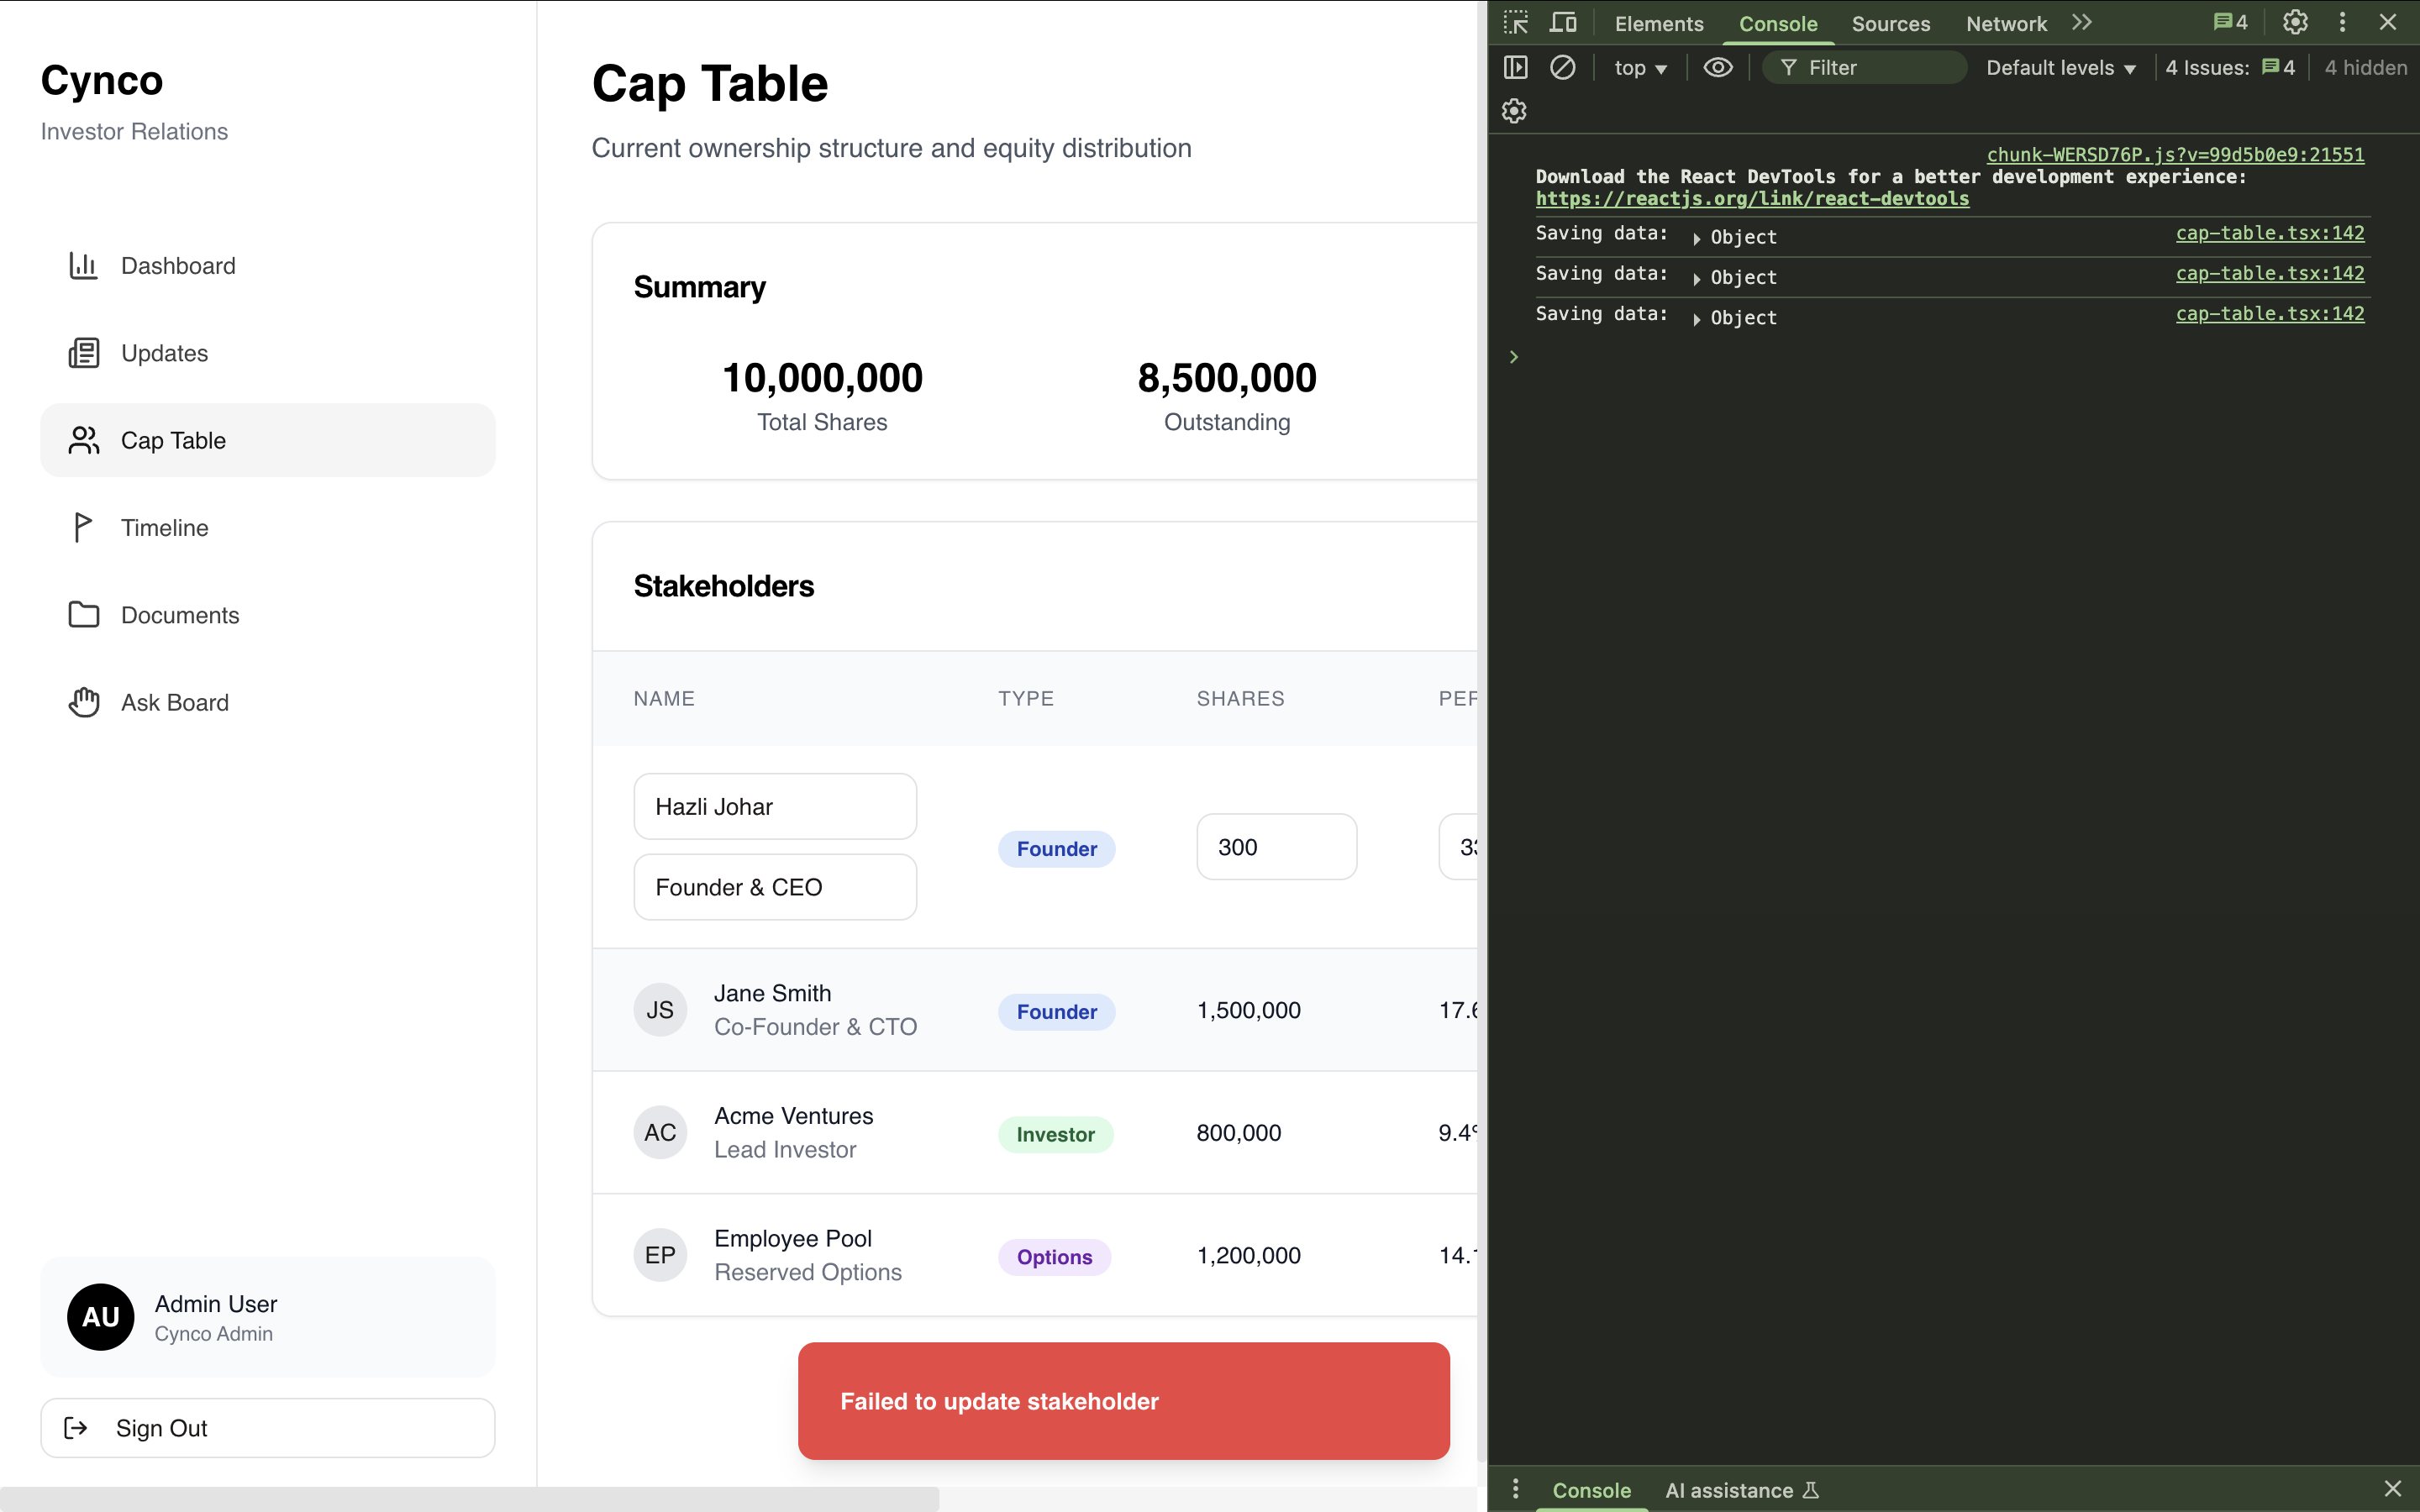 Cynco
Investor Relations
Dashboard
Updates
Cap Table
Timeline
Documents
Ask Board
AU
Admin User
Cynco Admin
Sign Out
Cap Table
Current ownership structure and equity distribution
Summary
10,000,000
Total Shares
8,500,000
Outstanding
Stakeholders
NAME TYPE SHARES PER
Hazli Johar
Founder & CEO
Founder 300 33
JS Jane Smith
Co-Founder & CTO
Founder 1,500,000 17.6
AC Acme Ventures
Lead Investor
Investor 800,000 9.4%
EP Employee Pool
Reserved Options
Options 1,200,000 14.1
Failed to update stakeholder
Elements Console Sources Network 4
top Filter Default levels 4 Issues: 4 4 hidden
chunk-WERSD76P.js?v=99d5b0e9:21551
Download the React DevTools for a better development experience:
https://reactjs.org/link/react-devtools
Saving data: Object cap-table.tsx:142
Saving data: Object cap-table.tsx:142
Saving data: Object cap-table.tsx:142
Console AI assistance